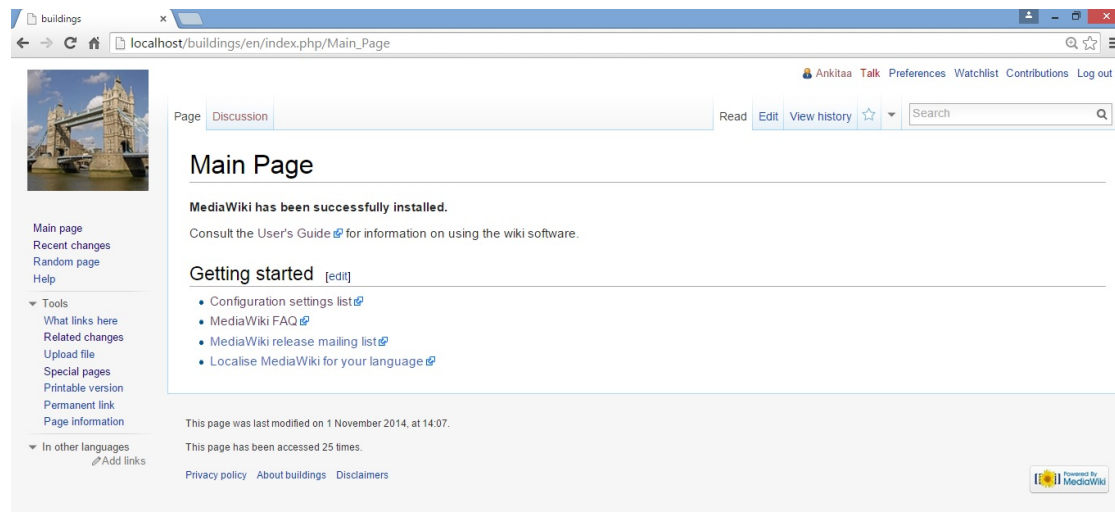 buildings
localhost/buildings/en/index.php/Main_Page
Ankitaa Talk Preferences Watchlist Contributions Log out
Page Discussion Read Edit View history Search
Main Page
MediaWiki has been successfully installed.
Consult the User's Guide for information on using the wiki software.
Main page
Recent changes
Random page
Help
Getting started [edit]
Configuration settings list
MediaWiki FAQ
MediaWiki release mailing list
Localise MediaWiki for your language
Tools
What links here
Related changes
Upload file
Special pages
Printable version
Permanent link
Page information
In other languages
Add links
This page was last modified on 1 November 2014, at 14:07.
This page has been accessed 25 times.
Privacy policy About buildings Disclaimers
Powered By
MediaWiki